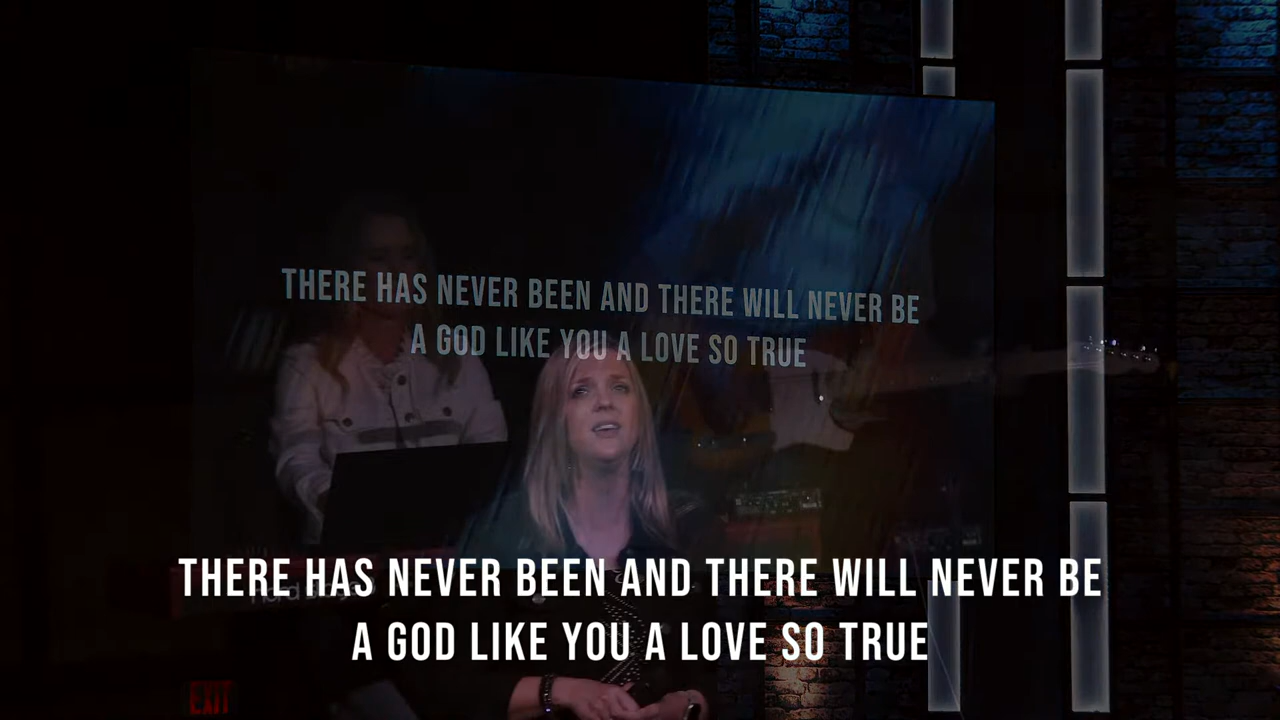 THERE HAS NEVER BEEN AND THERE WILL NEVER BE
A GOD LIKE YOU A LOVE SO TRUE
THERE HAS NEVER BEEN AND THERE WILL NEVER BE
A GOD LIKE YOU A LOVE SO TRUE
EXIT